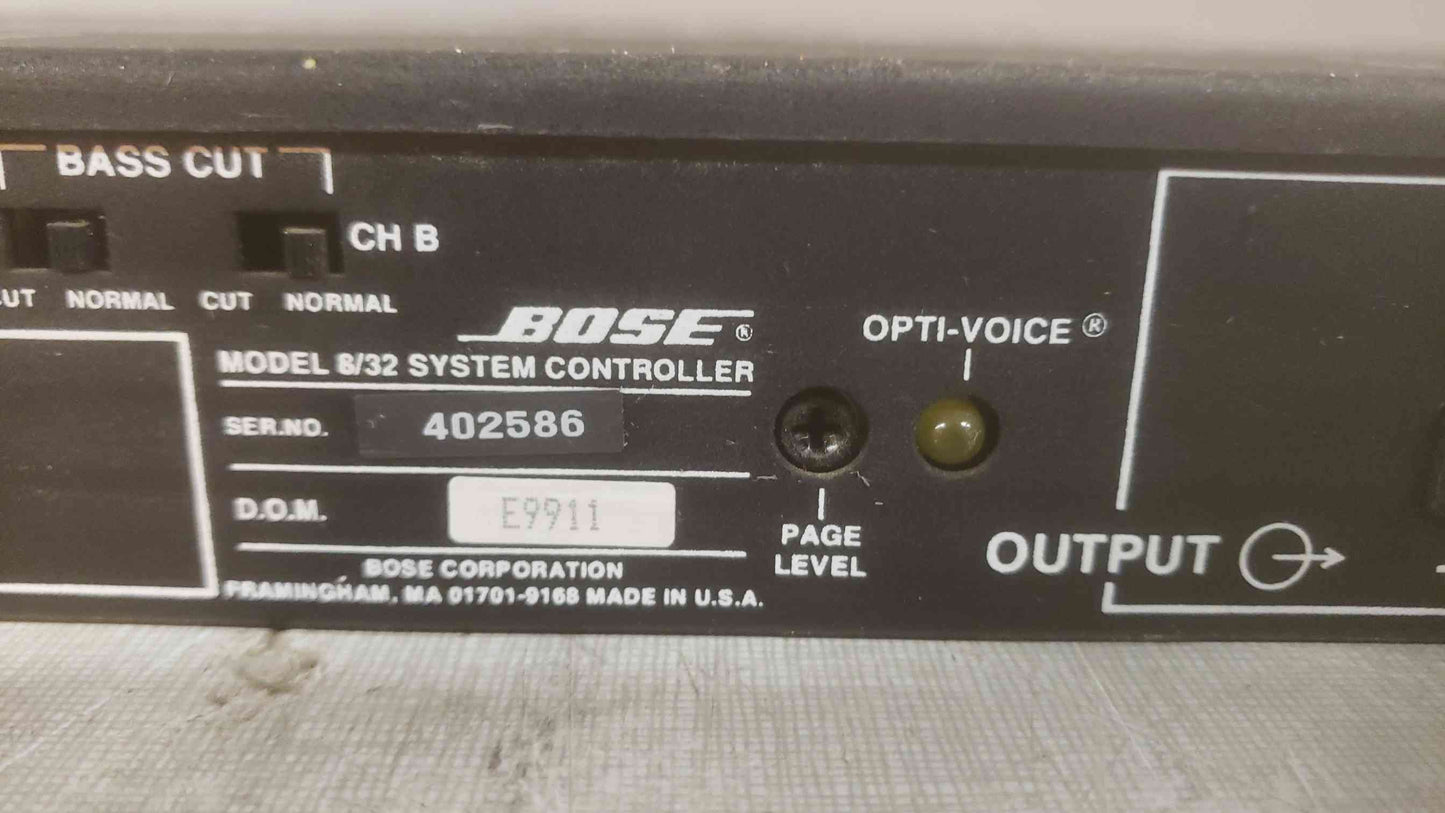 BASS CUT
CH B
NORMAL CUT NORMAL
BOSE®
MODEL 8/32 SYSTEM CONTROLLER
SER.NO. 402586
D.O.M. E9911
BOSE CORPORATION
FRAMINGHAM, MA 01701-9168 MADE IN U.S.A.
OPTI-VOICE ®
PAGE
LEVEL
OUTPUT